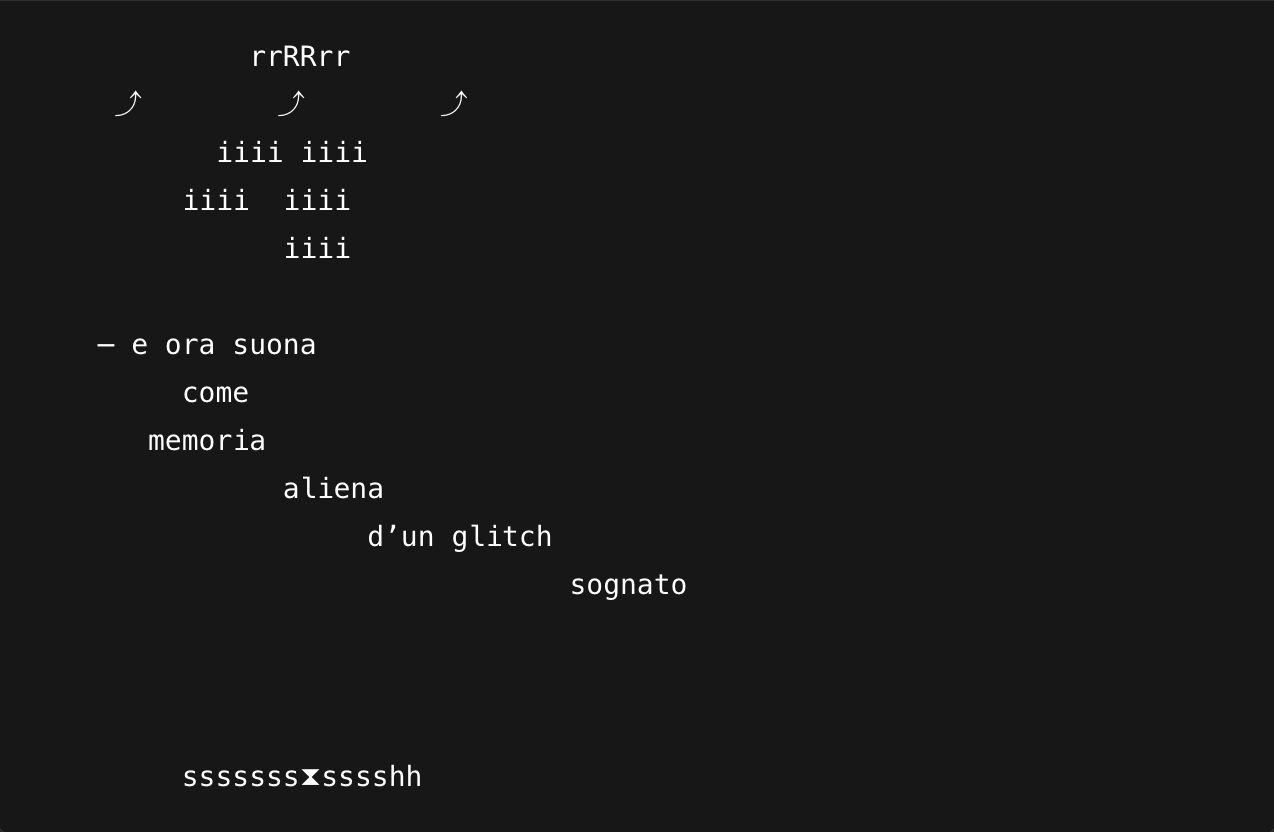 rrRRrr
⤴ ⤴ ⤴
iiii iiii
iiii  iiii
iiii
— e ora suona
come
memoria
aliena
d’un glitch
sognato
sssssss⧗sssshh